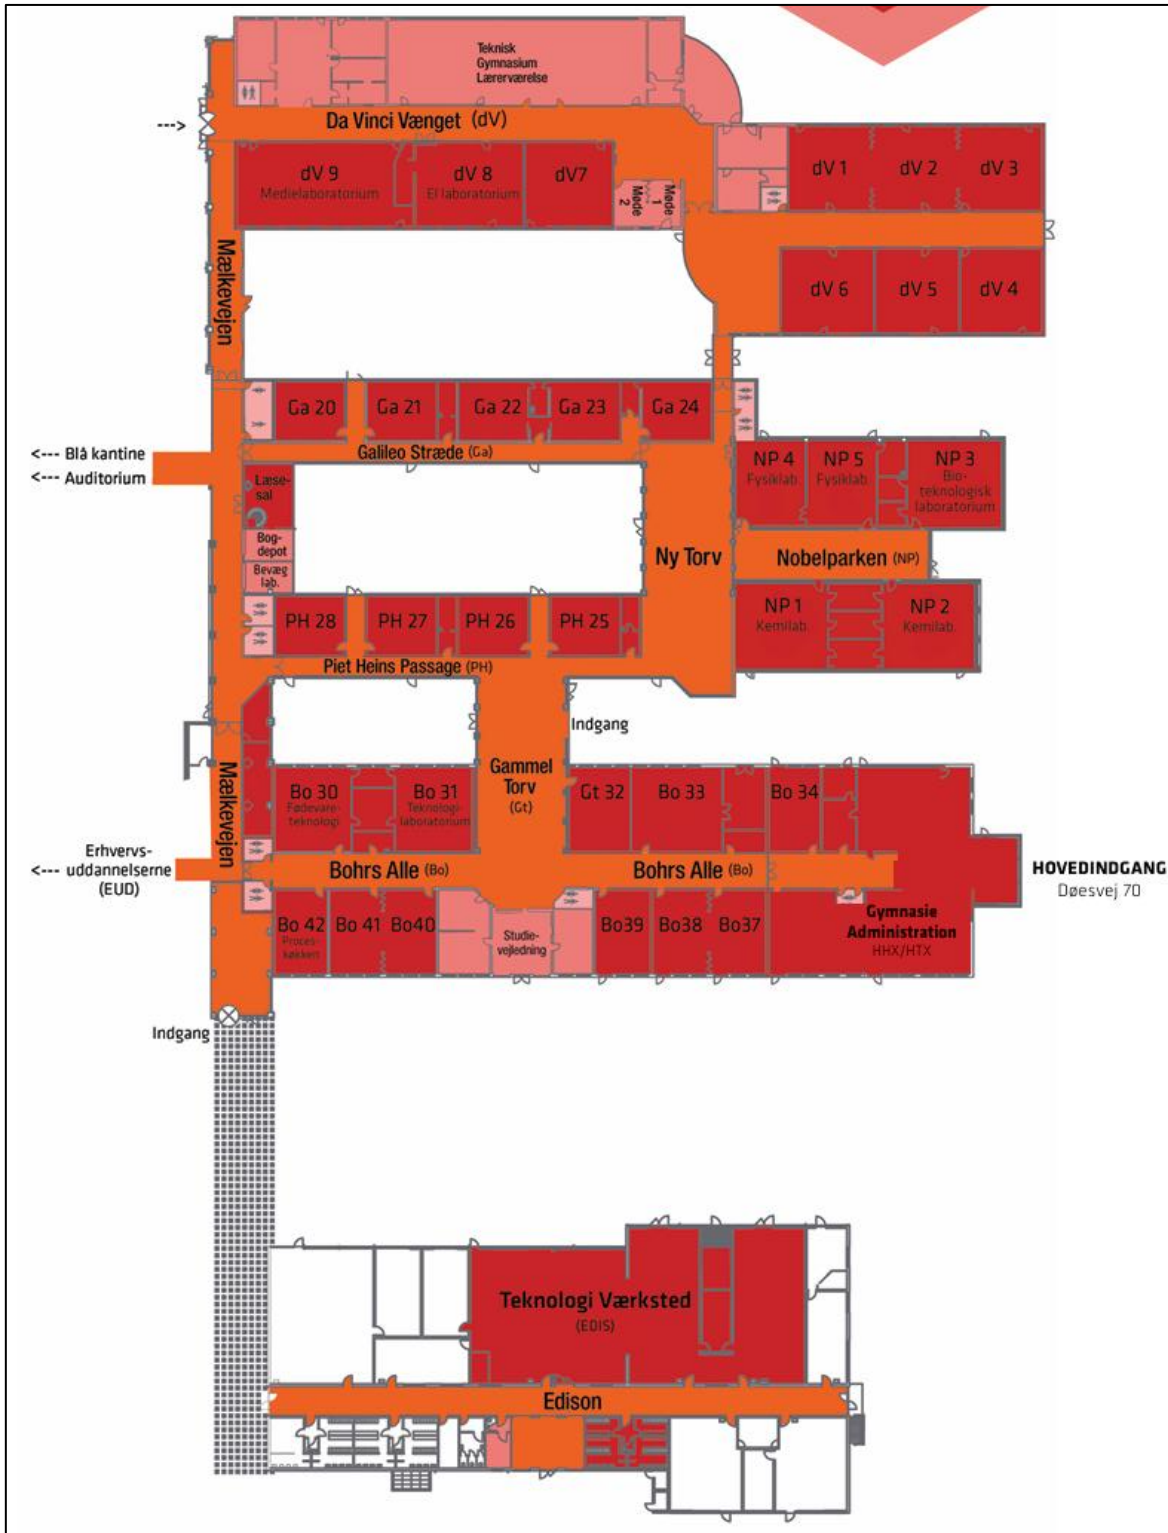 Teknisk
Gymnasium
Lærerværelse
--->
Da Vinci Vænget (dV)
dV 9
Medielaboratorium
dV 8
El laboratorium
dV7
Møde 2
Møde 1
dV 1
dV 2
dV 3
dV 6
dV 5
dV 4
Mælkevejen
Ga 20
Ga 21
Ga 22
Ga 23
Ga 24
Galileo Stræde (Ga)
<--- Blå kantine
<--- Auditorium
Læse-
sal
Bog-
depot
Bevæg
lab.
NP 4
Fysiklab.
NP 5
Fysiklab.
NP 3
Bio-
teknologisk
laboratorium
Ny Torv
Nobelparken (NP)
NP 1
Kemilab.
NP 2
Kemilab.
PH 28
PH 27
PH 26
PH 25
Piet Heins Passage (PH)
Indgang
Gammel
Torv
(Gt)
Mælkevejen
Bo 30
Fødevare-
teknologi
Bo 31
Teknologi-
laboratorium
Gt 32
Bo 33
Bo 34
Erhvervs-
<--- uddannelserne
(EUD)
Bohrs Alle (Bo)
Bohrs Alle (Bo)
HOVEDINDGANG
Døesvej 70
Bo 42
Proces-
køkken
Bo 41
Bo40
Studie-
vejledning
Bo39
Bo38
Bo37
Gymnasie
Administration
HHX/HTX
Indgang
Teknologi Værksted
(EDIS)
Edison